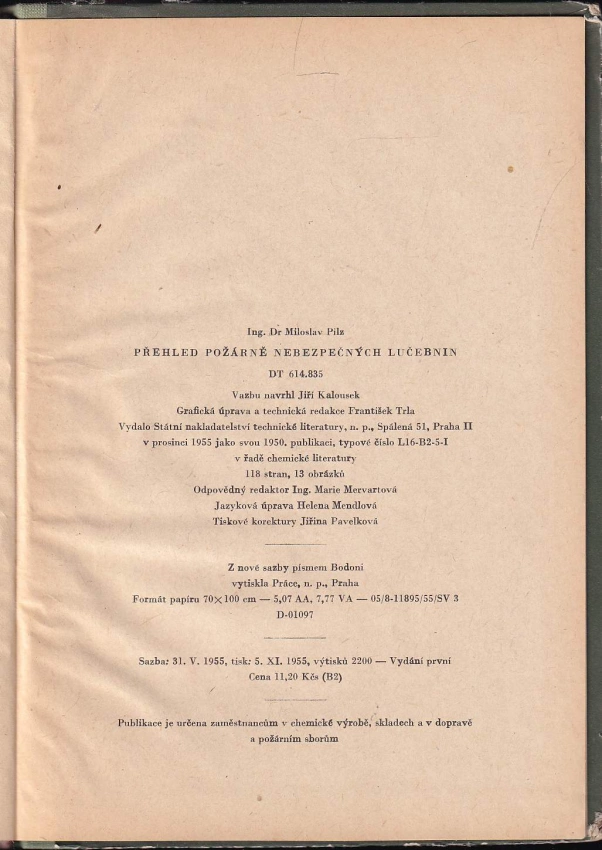 Ing. Dr Miloslav Pilz
PŘEHLED POŽÁRNĚ NEBEZPEČNÝCH LUČEBNIN
DT 614.835
Vazbu navrhl Jiří Kalousek
Grafická úprava a technická redakce František Trla
Vydalo Státní nakladatelství technické literatury, n. p., Spálená 51, Praha II
v prosinci 1955 jako svou 1950. publikaci, typové číslo L16-B2-5-I
v řadě chemické literatury
118 stran, 13 obrázků
Odpovědný redaktor Ing. Marie Mervartová
Jazyková úprava Helena Mendlová
Tiskové korektury Jiřina Pavelková
Z nové sazby písmem Bodoni
vytiskla Práce, n. p., Praha
Formát papíru 70×100 cm — 5,07 AA, 7,77 VA — 05/8-11895/55/SV 3
D-01097
Sazba: 31. V. 1955, tisk: 5. XI. 1955, výtisků 2200 — Vydání první
Cena 11,20 Kčs (B2)
Publikace je určena zaměstnancům v chemické výrobě, skladech a v dopravě
a požárním sborům